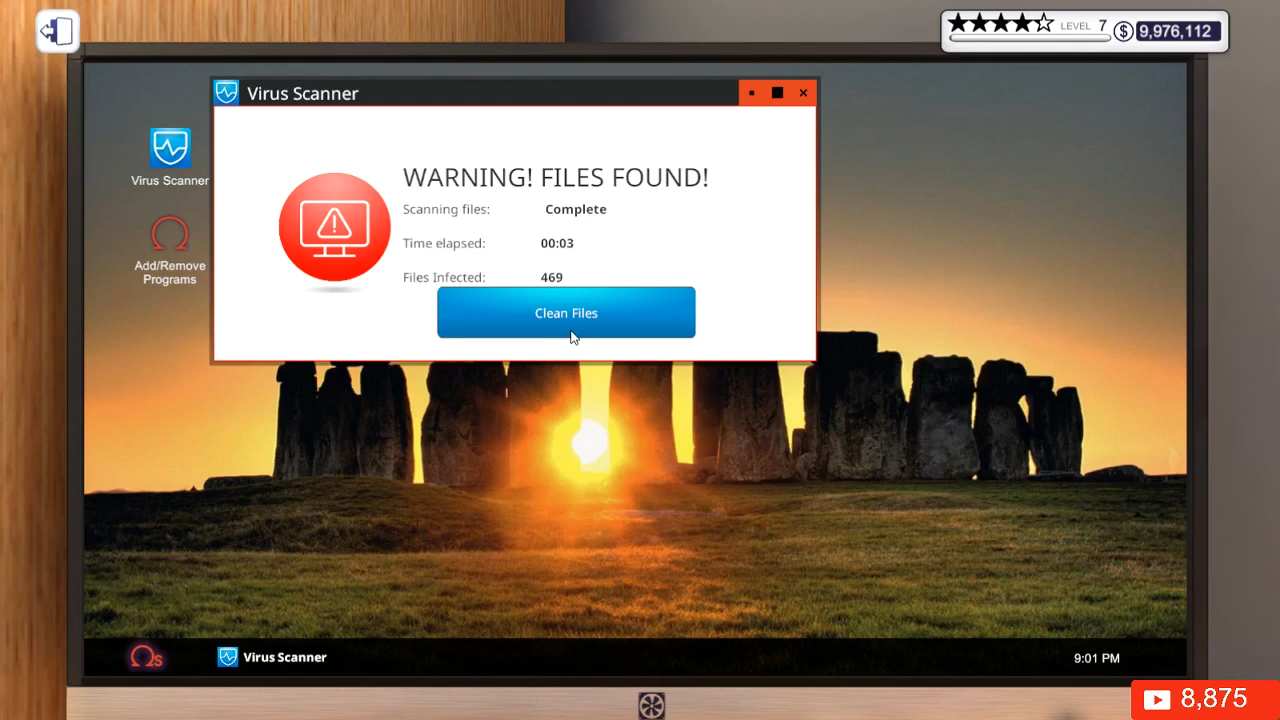 LEVEL 7
$ 9,976,112
Virus Scanner
Virus Scanner
Add/Remove
Programs
WARNING! FILES FOUND!
Scanning files: Complete
Time elapsed: 00:03
Files Infected: 469
Clean Files
Ωs
Virus Scanner
9:01 PM
8,875